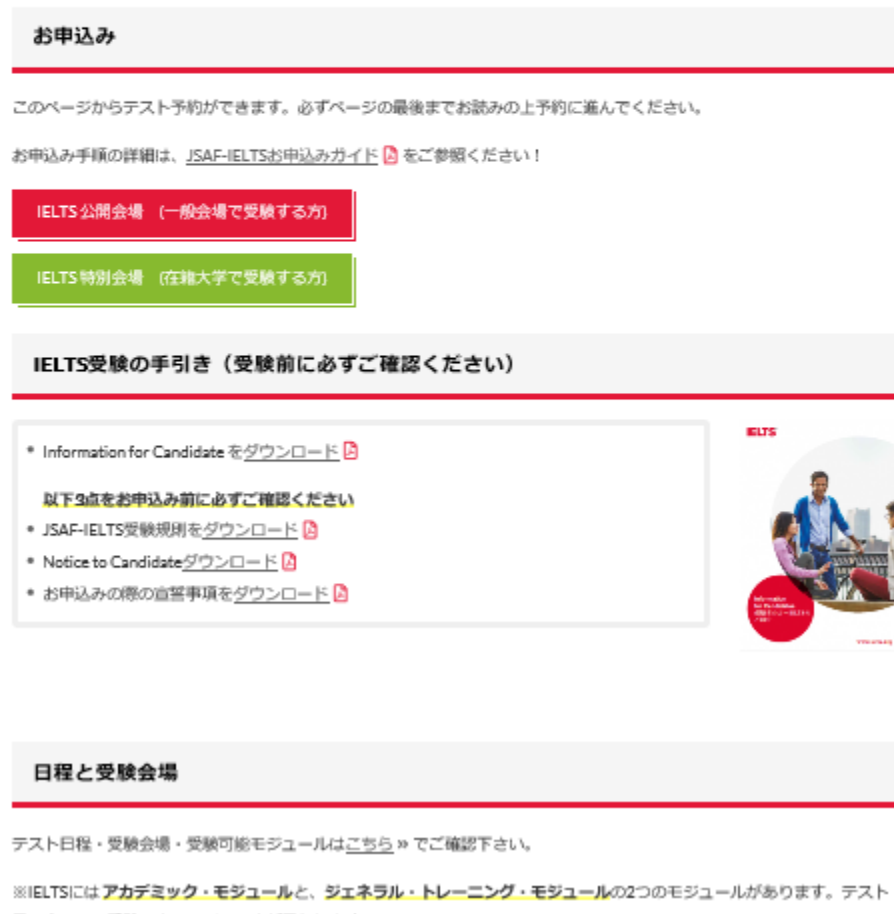 お申込み
このページからテスト予約ができます。必ずページの最後までお読みの上予約に進んでください。
お申込み手順の詳細は、JSAF-IELTSお申込みガイド をご参照ください！
IELTS 公開会場 (一般会場で受験する方)
IELTS 特別会場 (在籍大学で受験する方)
IELTS受験の手引き（受験前に必ずご確認ください）
• Information for Candidate をダウンロード
IELTS
以下3点をお申込み前に必ずご確認ください
• JSAF-IELTS受験規則をダウンロード
• Notice to Candidateダウンロード
• お申込みの際の宣誓事項をダウンロード
Information
for Candidates
日程と受験会場
テスト日程・受験会場・受験可能モジュールはこちら » でご確認下さい。
※IELTSには アカデミック・モジュールと、ジェネラル・トレーニング・モジュールの2つのモジュールがあります。テスト